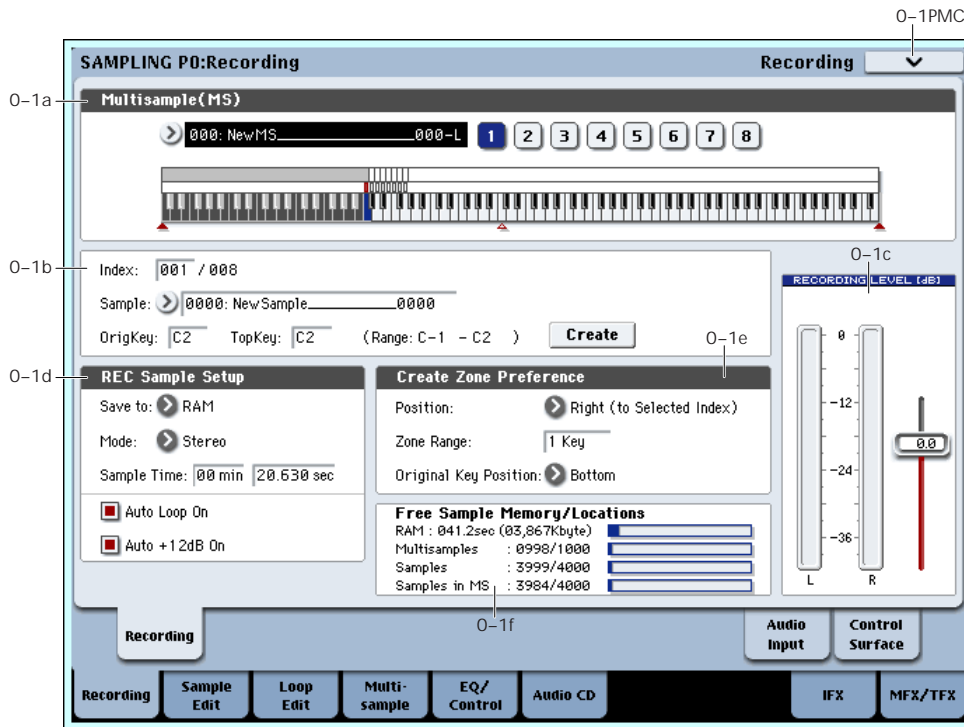 0–1PMC
SAMPLING P0:Recording
Recording
0–1a
Multisample(MS)
000: NewMS 000-L
1 2 3 4 5 6 7 8
0–1b
Index: 001 / 008
0–1c
RECORDING LEVEL [dB]
Sample: 0000: NewSample 0000
OrigKey: C2 TopKey: C2 (Range: C-1 - C2 ) Create
0–1e
0–1d
REC Sample Setup
Save to: RAM
Mode: Stereo
Sample Time: 00 min 20.630 sec
Auto Loop On
Auto +12dB On
Create Zone Preference
Position: Right (to Selected Index)
Zone Range: 1 Key
Original Key Position: Bottom
Free Sample Memory/Locations
RAM : 041.2sec (03,867Kbyte)
Multisamples : 0998/1000
Samples : 3999/4000
Samples in MS : 3984/4000
0–1f
0
-12
0.0
-24
-36
L R
Recording
Audio Input
Control Surface
Recording
Sample Edit
Loop Edit
Multi-sample
EQ/ Control
Audio CD
IFX
MFX/TFX